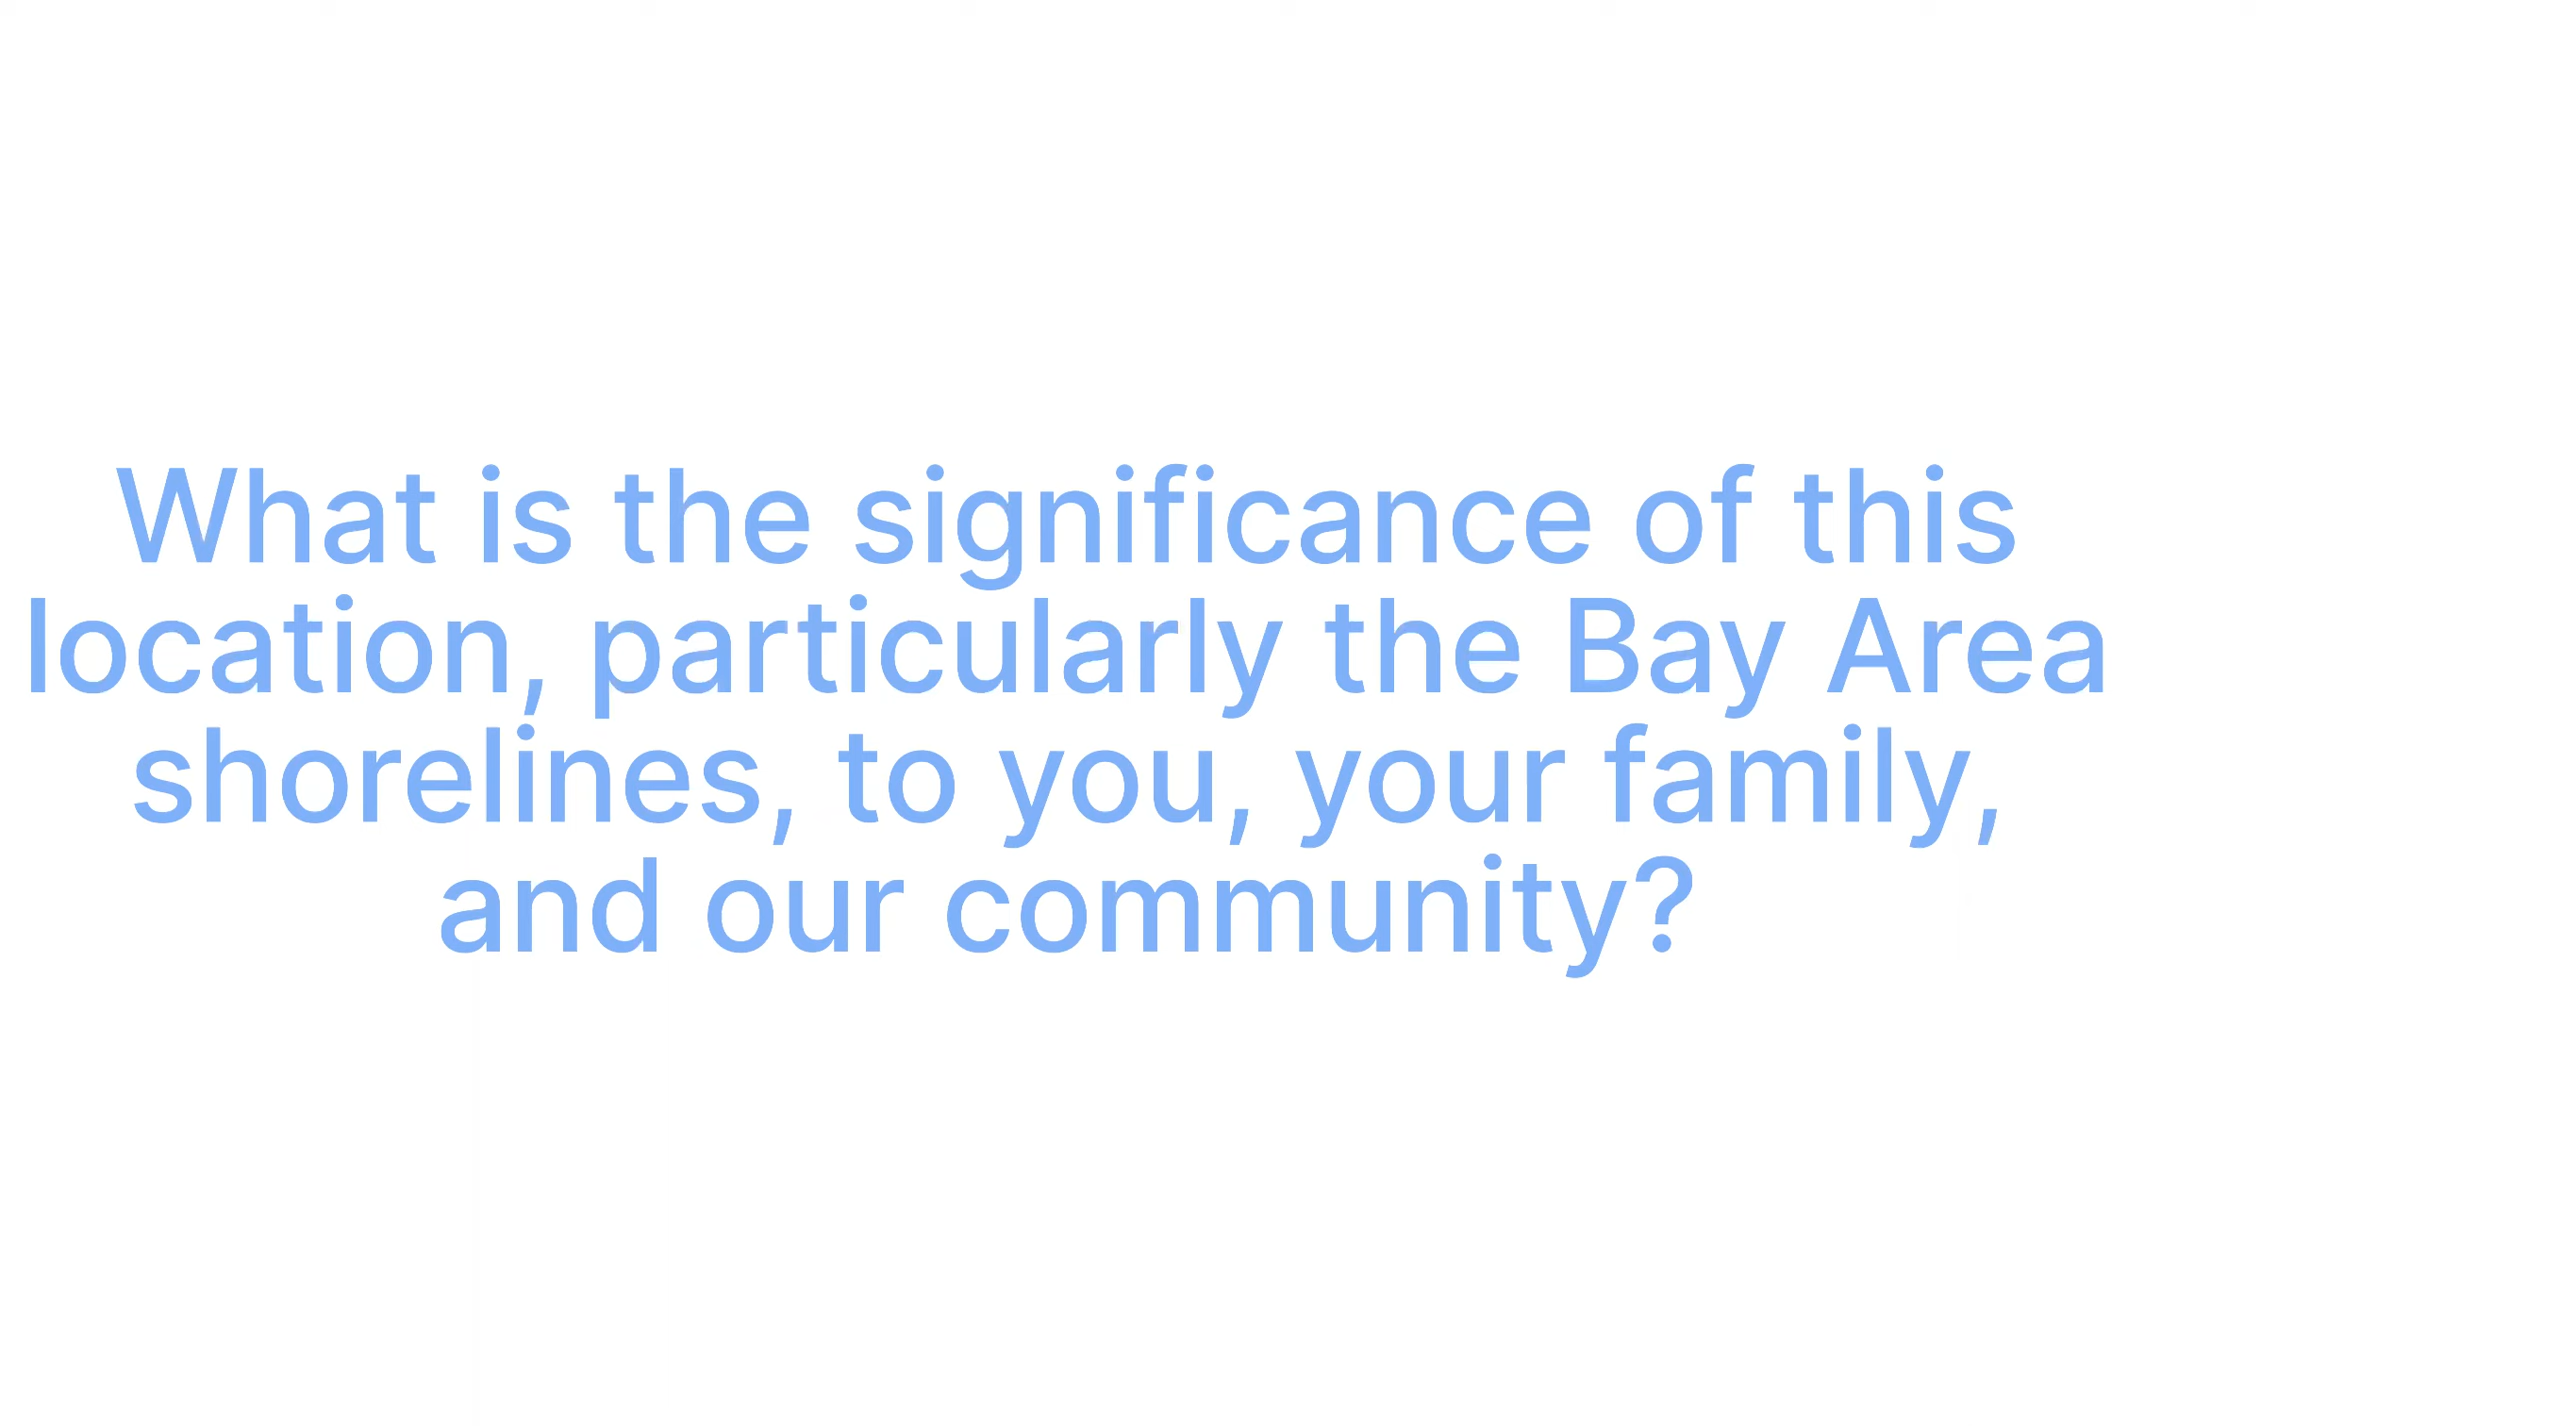 What is the significance of this
location, particularly the Bay Area
shorelines, to you, your family,
and our community?